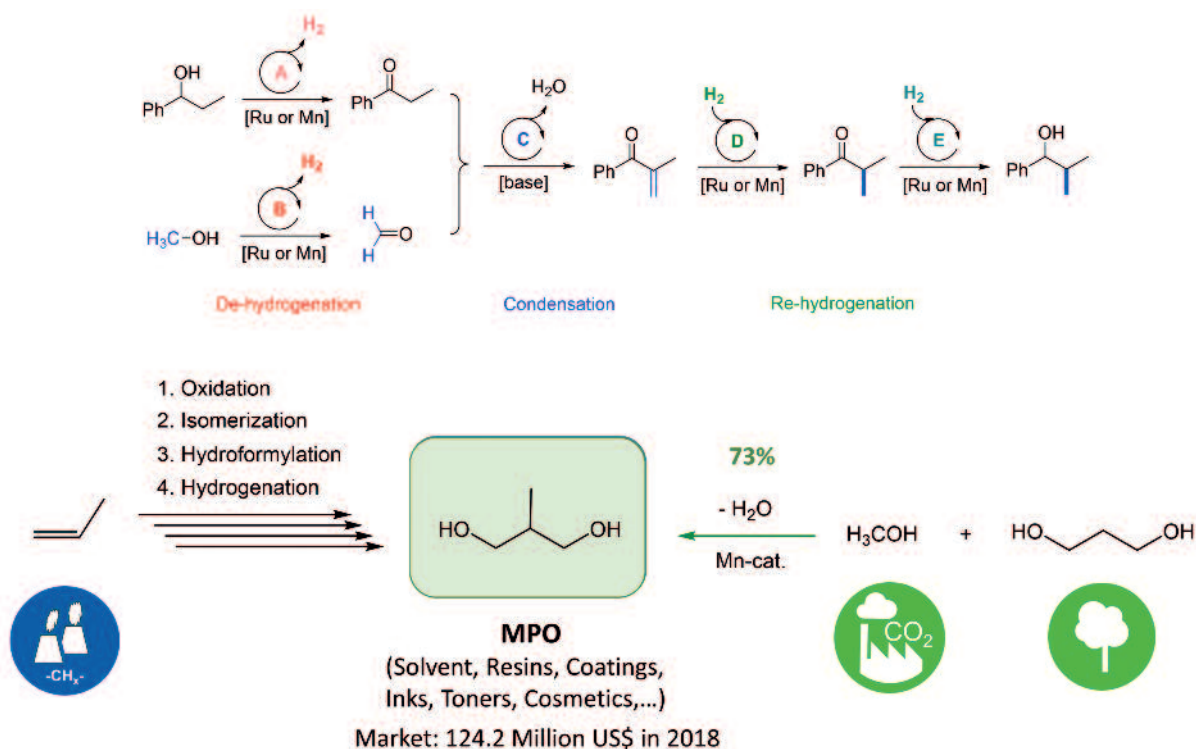 H₂
A
OH
Ph
[Ru or Mn]
O
Ph
H₂
B
H₃C–OH
[Ru or Mn]
H
H
O
H₂O
C
[base]
O
Ph
H₂
D
[Ru or Mn]
O
Ph
H₂
E
[Ru or Mn]
OH
Ph
De-hydrogenation
Condensation
Re-hydrogenation
1. Oxidation
2. Isomerization
3. Hydroformylation
4. Hydrogenation
-CHₓ-
HO
OH
MPO
(Solvent, Resins, Coatings,
Inks, Toners, Cosmetics,...)
Market: 124.2 Million US$ in 2018
73%
- H₂O
Mn-cat.
H₃COH
+
HO
OH
CO₂